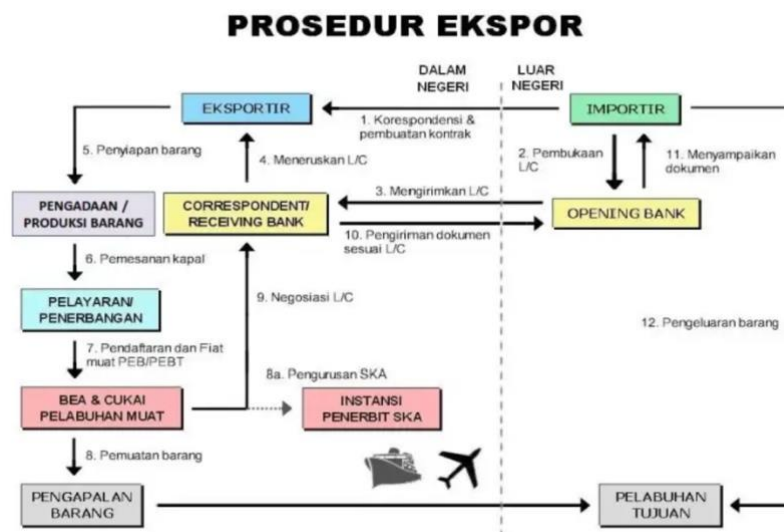 PROSEDUR EKSPOR
DALAM
NEGERI
LUAR
NEGERI
EKSPORTIR
IMPORTIR
1. Korespondensi &
pembuatan kontrak
5. Penyiapan barang
4. Meneruskan L/C
2. Pembukaan
L/C
11. Menyampaikan
dokumen
3. Mengirimkan L/C
PENGADAAN /
PRODUKSI BARANG
CORRESPONDENT/
RECEIVING BANK
OPENING BANK
10. Pengiriman dokumen
sesuai L/C
6. Pemesanan kapal
PELAYARAN/
PENERBANGAN
9. Negosiasi L/C
12. Pengeluaran barang
7. Pendaftaran dan Fiat
muat PEB/PEBT
8a. Pengurusan SKA
BEA & CUKAI
PELABUHAN MUAT
INSTANSI
PENERBIT SKA
8. Pemuatan barang
PENGAPALAN
BARANG
PELABUHAN
TUJUAN